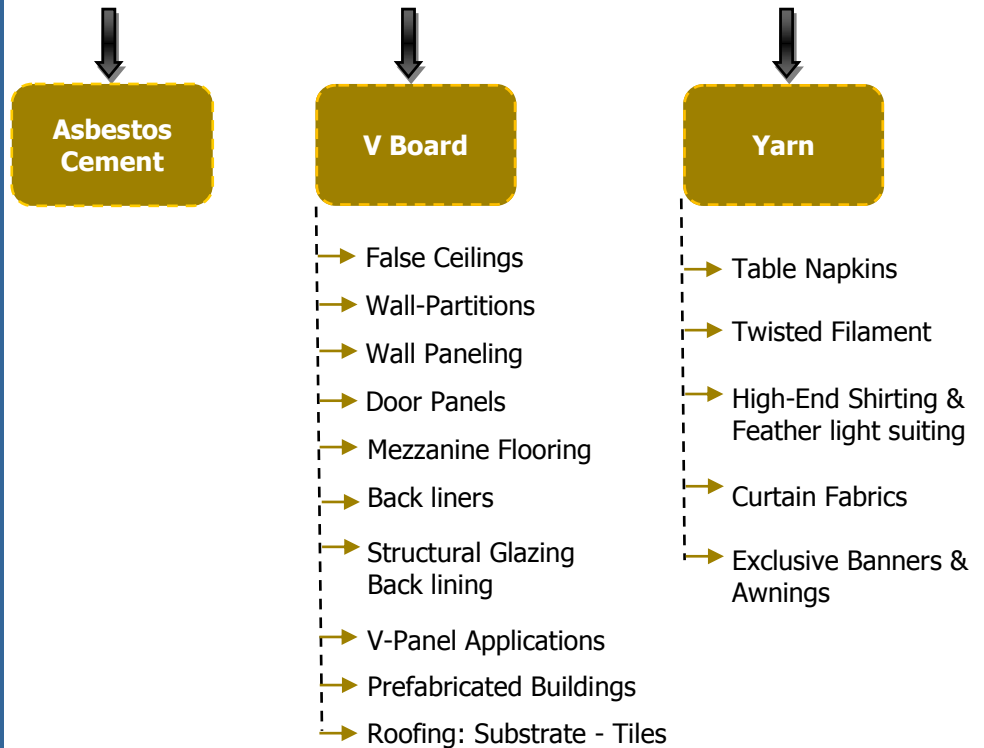 Asbestos
Cement
V Board
False Ceilings
Wall-Partitions
Wall Paneling
Door Panels
Mezzanine Flooring
Back liners
Structural Glazing
Back lining
V-Panel Applications
Prefabricated Buildings
Roofing: Substrate - Tiles
Yarn
Table Napkins
Twisted Filament
High-End Shirting &
Feather light suiting
Curtain Fabrics
Exclusive Banners &
Awnings